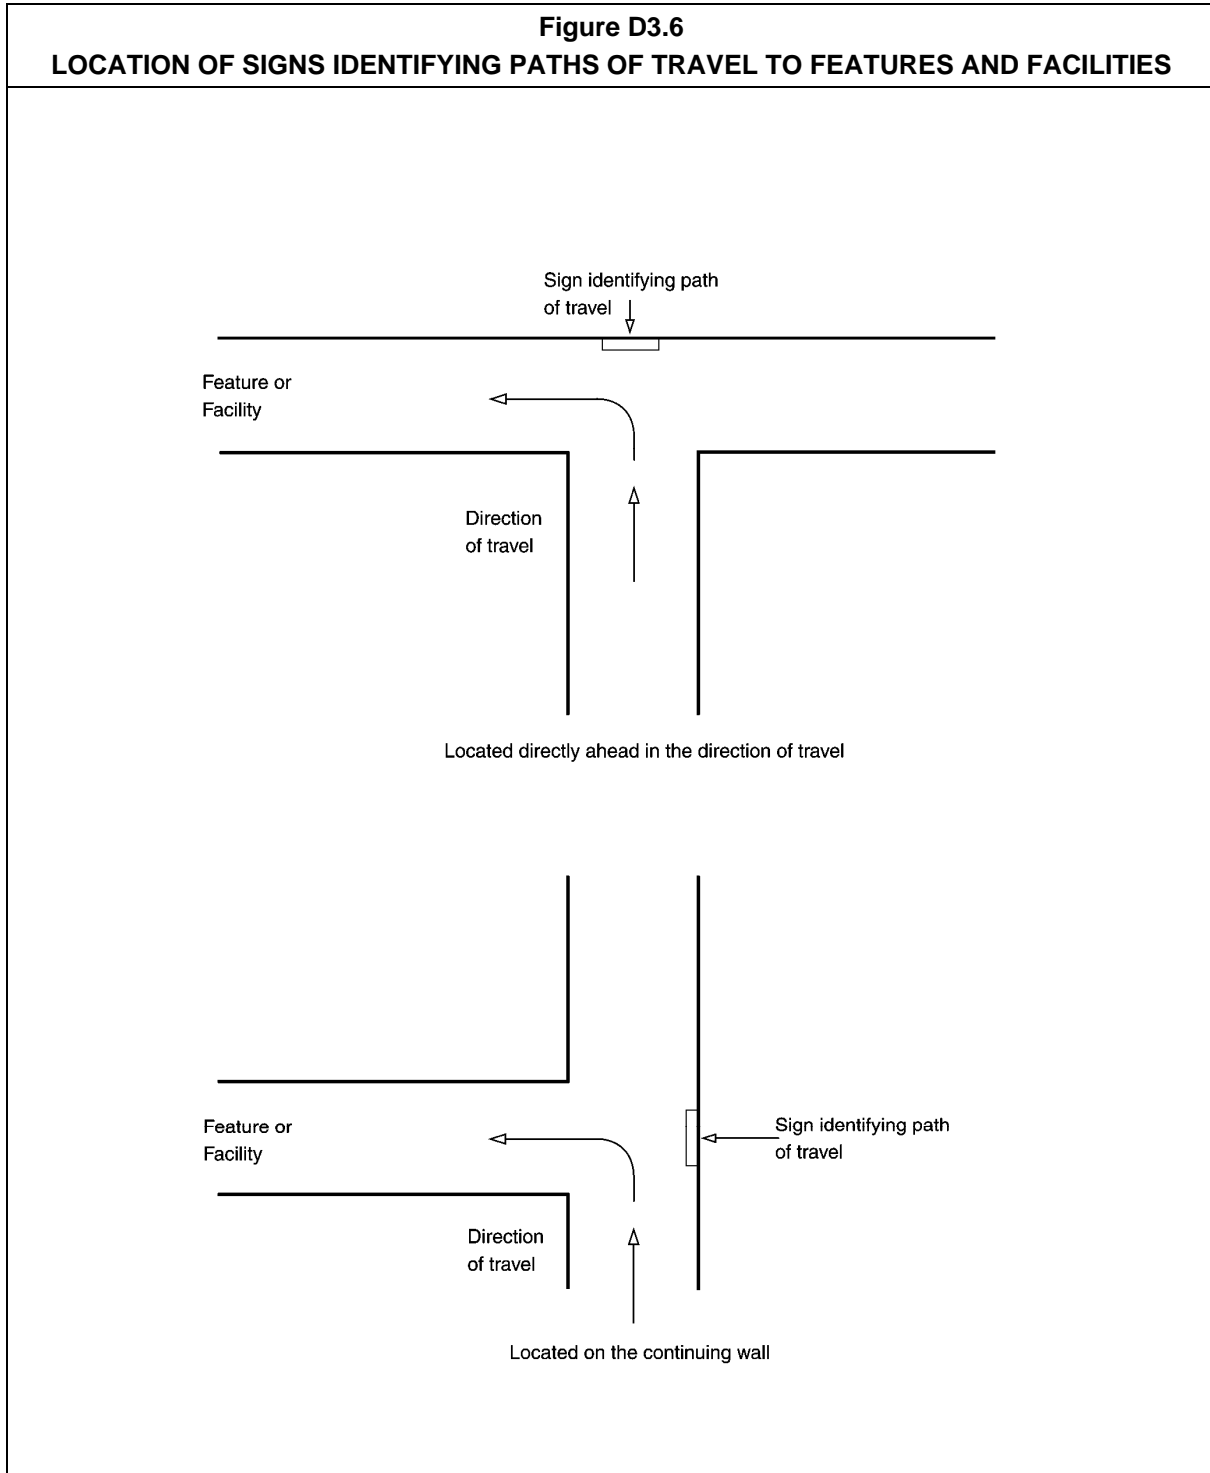 Figure D3.6
LOCATION OF SIGNS IDENTIFYING PATHS OF TRAVEL TO FEATURES AND FACILITIES
Sign identifying path
of travel
Feature or
Facility
Direction
of travel
Located directly ahead in the direction of travel
Feature or
Facility
Sign identifying path
of travel
Direction
of travel
Located on the continuing wall